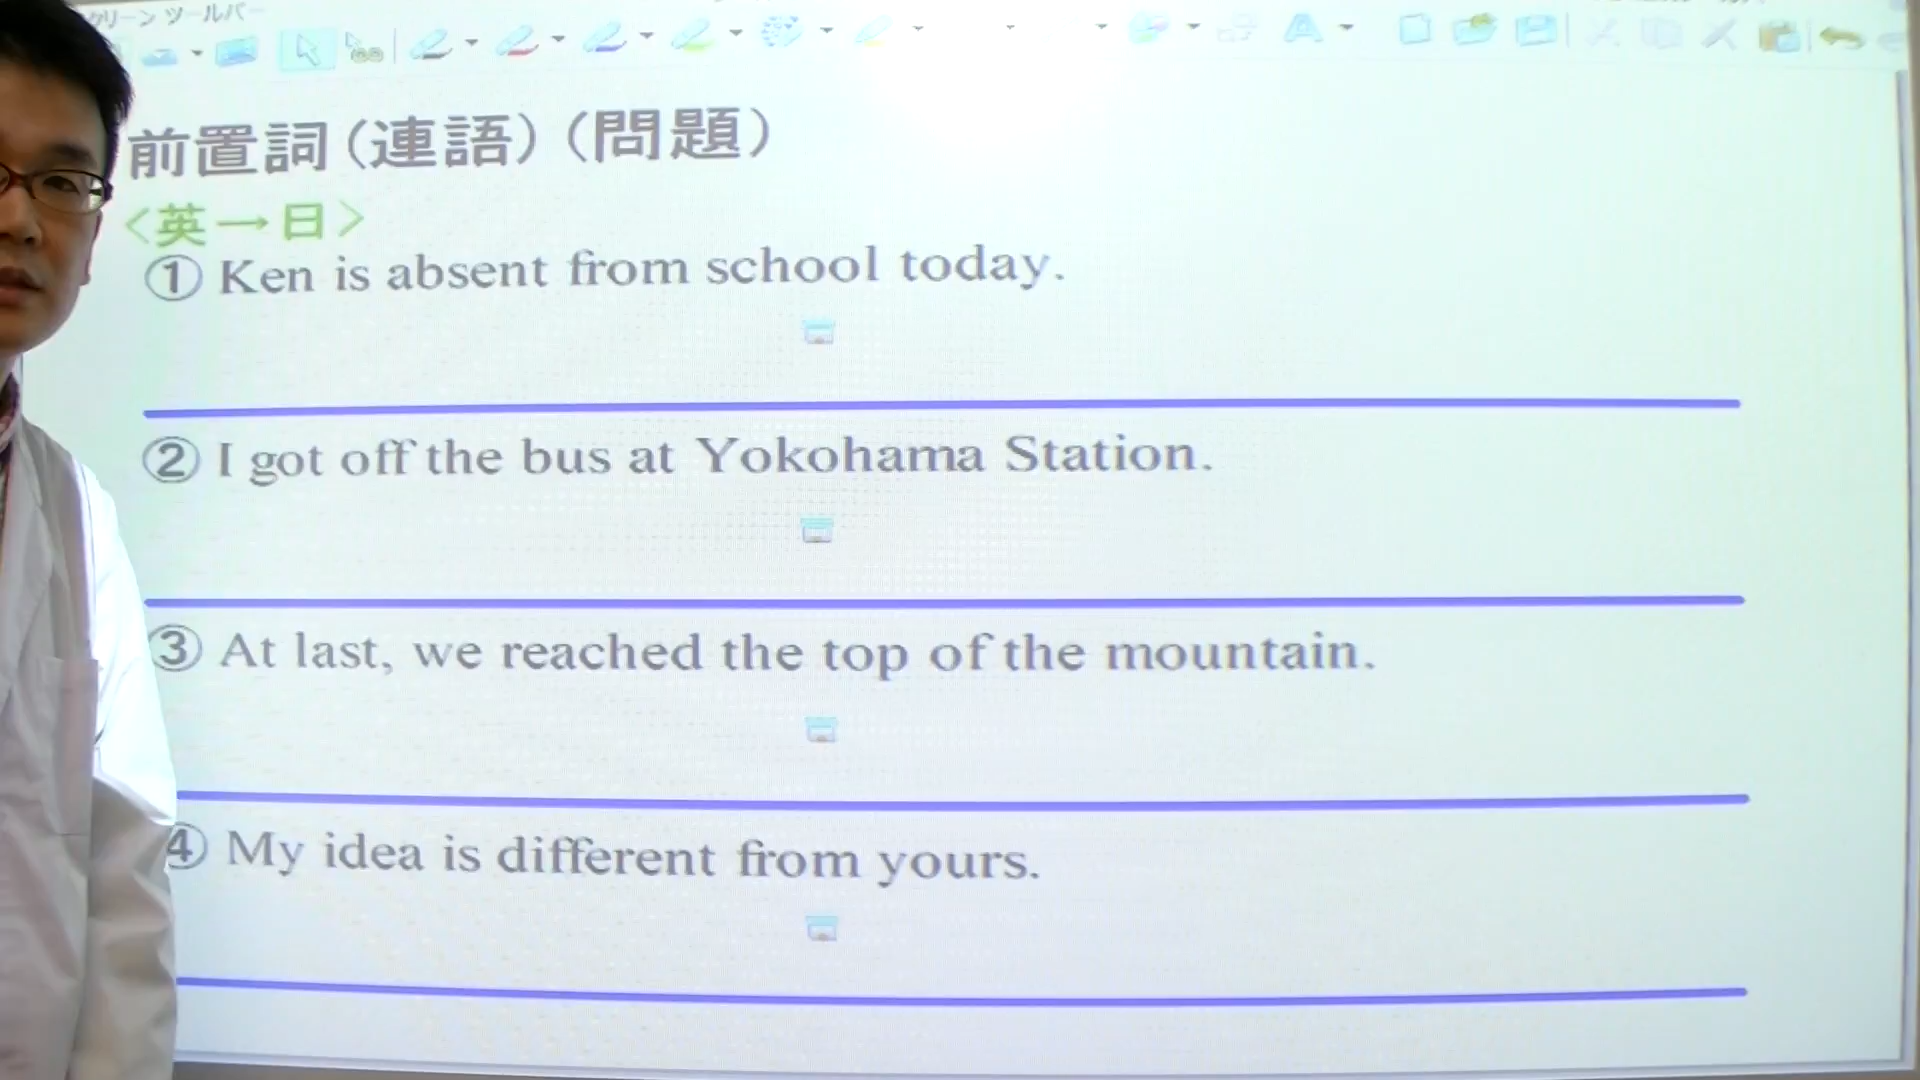 クリーン ツールバー
前置詞(連語)(問題)
<英→日>
① Ken is absent from school today.
② I got off the bus at Yokohama Station.
③ At last, we reached the top of the mountain.
④ My idea is different from yours.